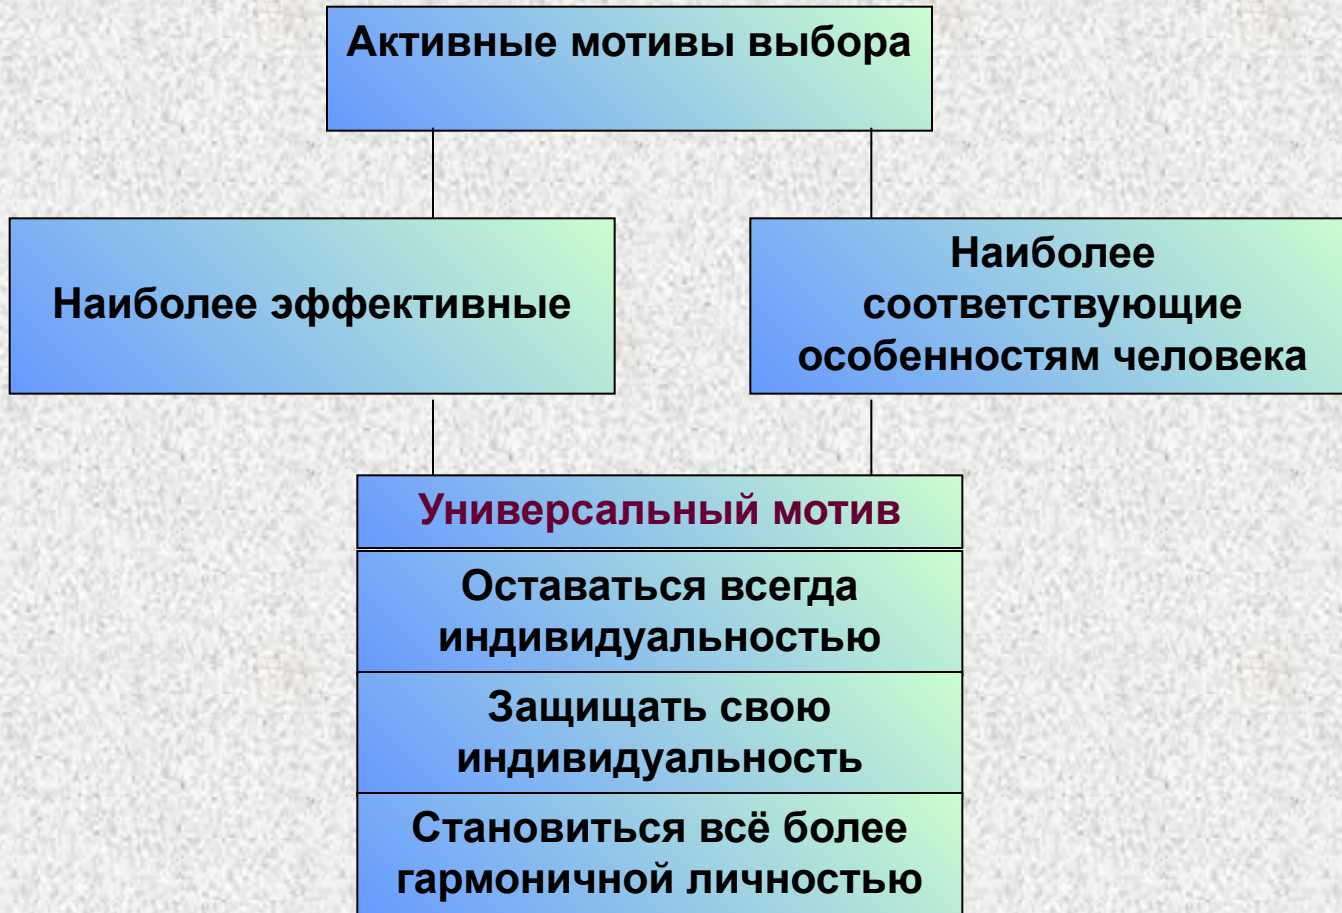 Активные мотивы выбора
Наиболее эффективные
Наиболее
соответствующие
особенностям человека
Универсальный мотив
Оставаться всегда
индивидуальностью
Защищать свою
индивидуальность
Становиться всё более
гармоничной личностью